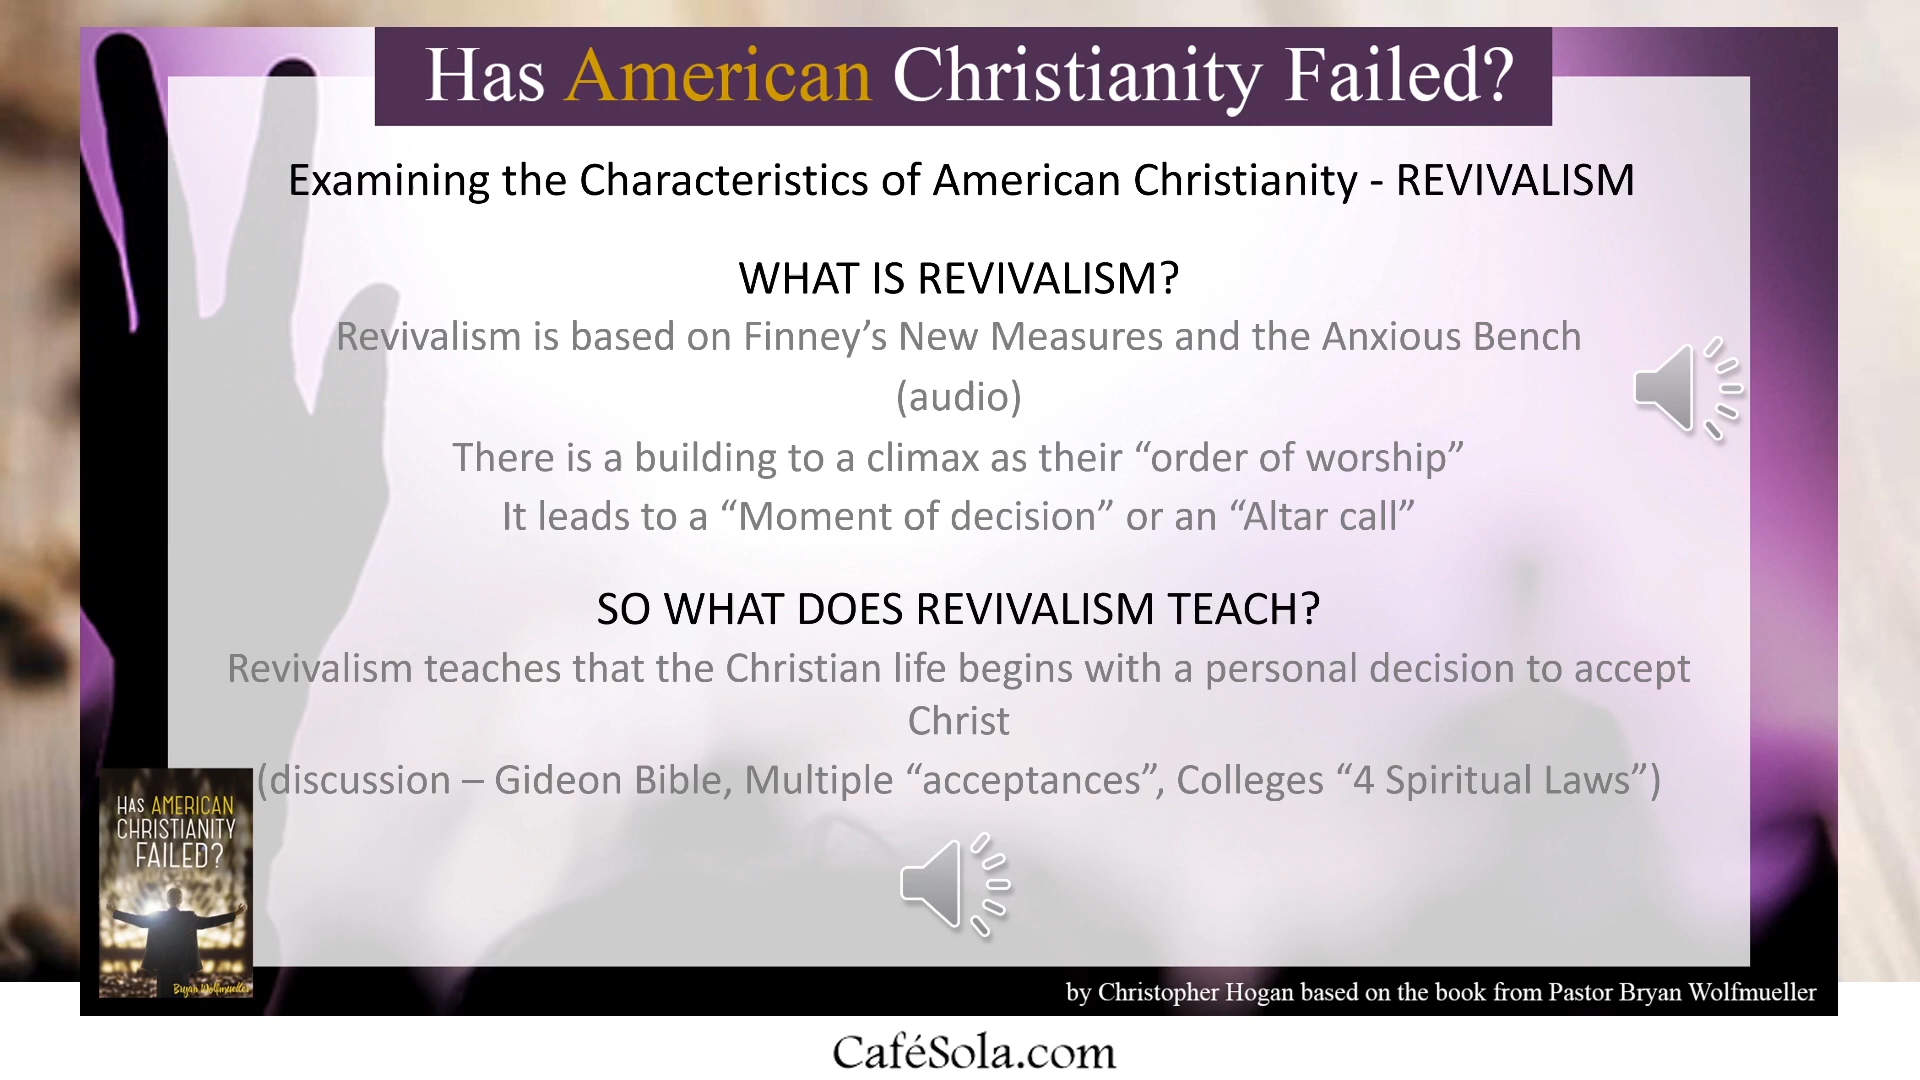 Has American Christianity Failed?
Examining the Characteristics of American Christianity - REVIVALISM
WHAT IS REVIVALISM?
Revivalism is based on Finney’s New Measures and the Anxious Bench
(audio)
There is a building to a climax as their “order of worship”
It leads to a “Moment of decision” or an “Altar call”
SO WHAT DOES REVIVALISM TEACH?
Revivalism teaches that the Christian life begins with a personal decision to accept
Christ
(discussion – Gideon Bible, Multiple “acceptances”, Colleges “4 Spiritual Laws”)
HAS AMERICAN
CHRISTIANITY
FAILED?
Bryan Wolfmueller
by Christopher Hogan based on the book from Pastor Bryan Wolfmueller
CaféSola.com